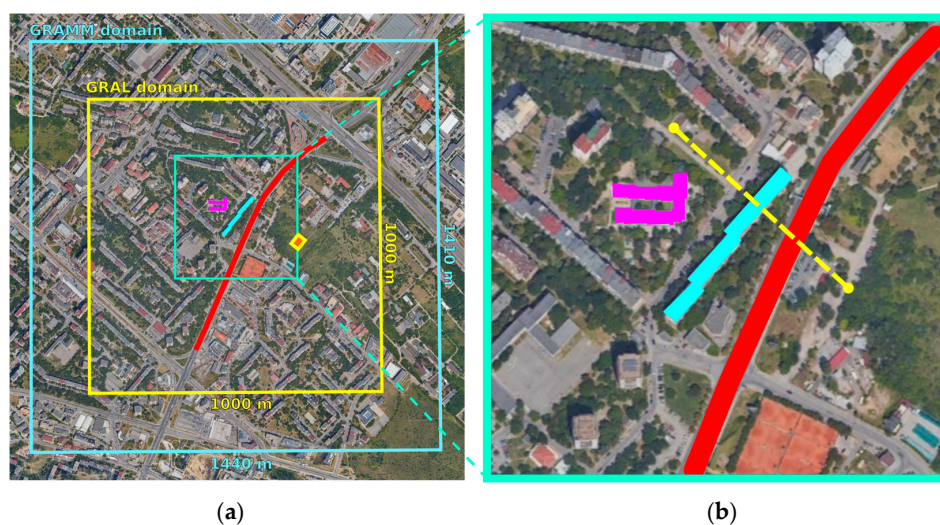 GRAMM domain
GRAL domain
1000 m
1410 m
1000 m
1440 m
(a)
(b)